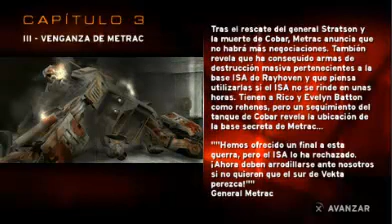 CAPÍTULO 3
III - VENGANZA DE METRAC
Tras el rescate del general Stratson y
la muerte de Cobar, Metrac anuncia que
no habrá más negociaciones. También
revela que ha conseguido armas de
destrucción masiva pertenecientes a la
base ISA de Rayhoven y que piensa
utilizarlas si el ISA no se rinde en unas
horas. Tienen a Rico y Evelyn Batton
como rehenes, pero un seguimiento del
tanque de Cobar revela la ubicación de
la base secreta de Metrac...
""Hemos ofrecido un final a esta
guerra, pero el ISA lo ha rechazado.
¡Ahora deben arrodillarse ante nosotros
si no quieren que el sur de Vekta
perezca!""
General Metrac
X AVANZAR